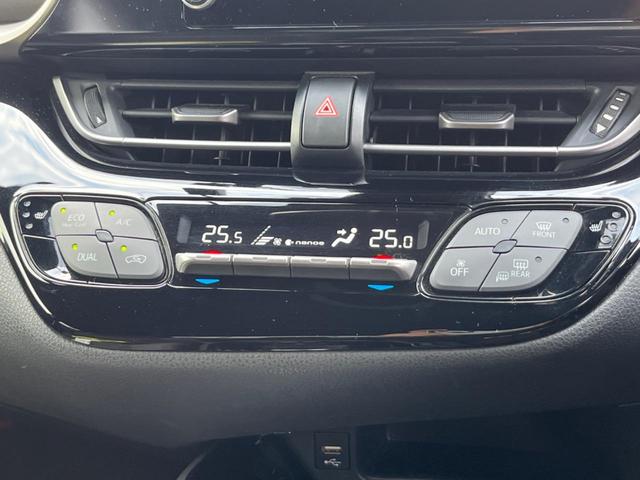 ECO
A/C
DUAL
25.5
nanoe
25.0
AUTO
FRONT
OFF
REAR